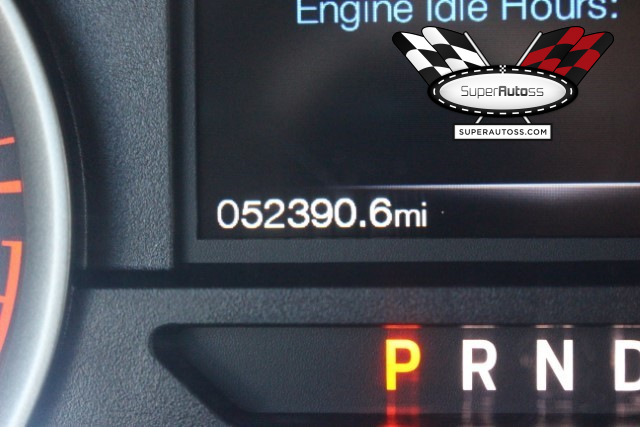 Engine Idle Hours:
SuperAutoss
SUPERAUTOSS.COM
052390.6mi
P R N D